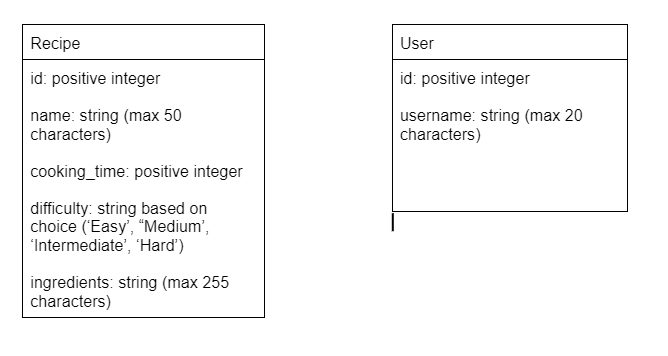 Recipe
id: positive integer
name: string (max 50
characters)
cooking_time: positive integer
difficulty: string based on
choice (‘Easy’, “Medium’,
‘Intermediate’, ‘Hard’)
ingredients: string (max 255
characters)
User
id: positive integer
username: string (max 20
characters)